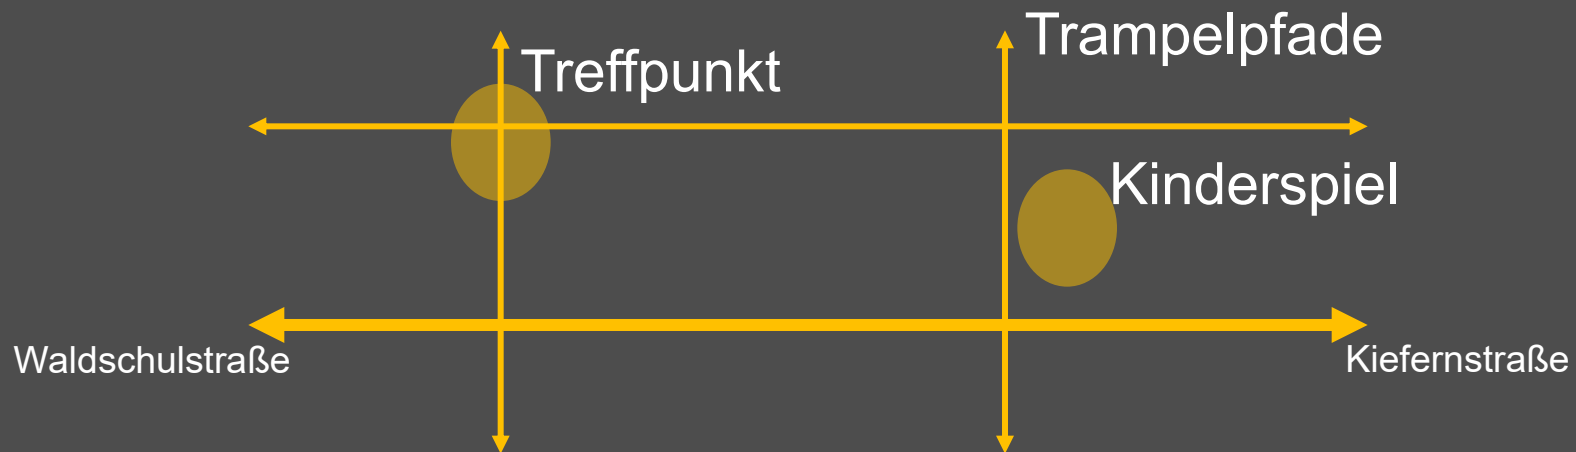 Trampelpfade
Treffpunkt
Kinderspiel
Waldschulstraße
Kiefernstraße